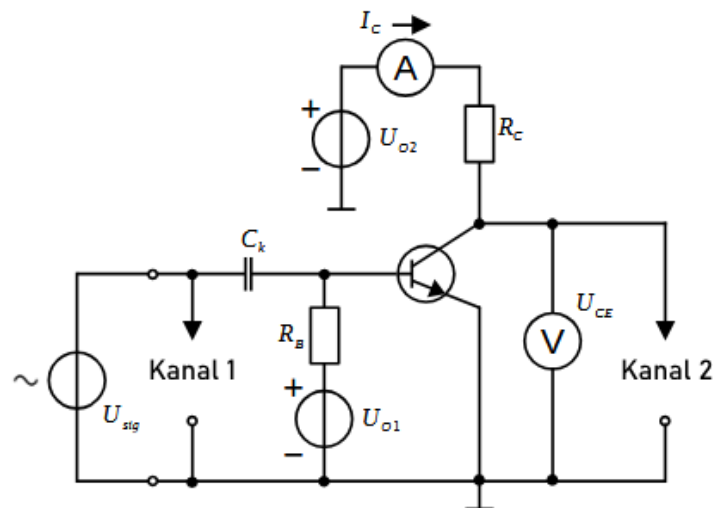 I_C
A
+
U_O2
−
R_C
C_k
R_B
U_CE
V
Kanal 1
Kanal 2
~
U_sig
+
U_O1
−